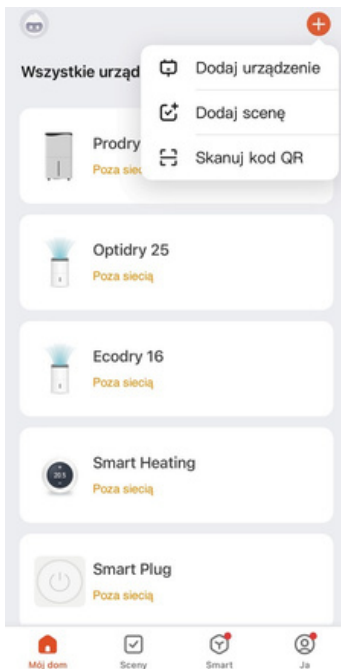 Wszystkie urząd
Dodaj urządzenie
Dodaj scenę
Skanuj kod QR
Prodry
Poza siec
Optidry 25
Poza siecią
Ecodry 16
Poza siecią
20.5
Smart Heating
Poza siecią
Smart Plug
Poza siecią
Mój dom
Sceny
Smart
Ja